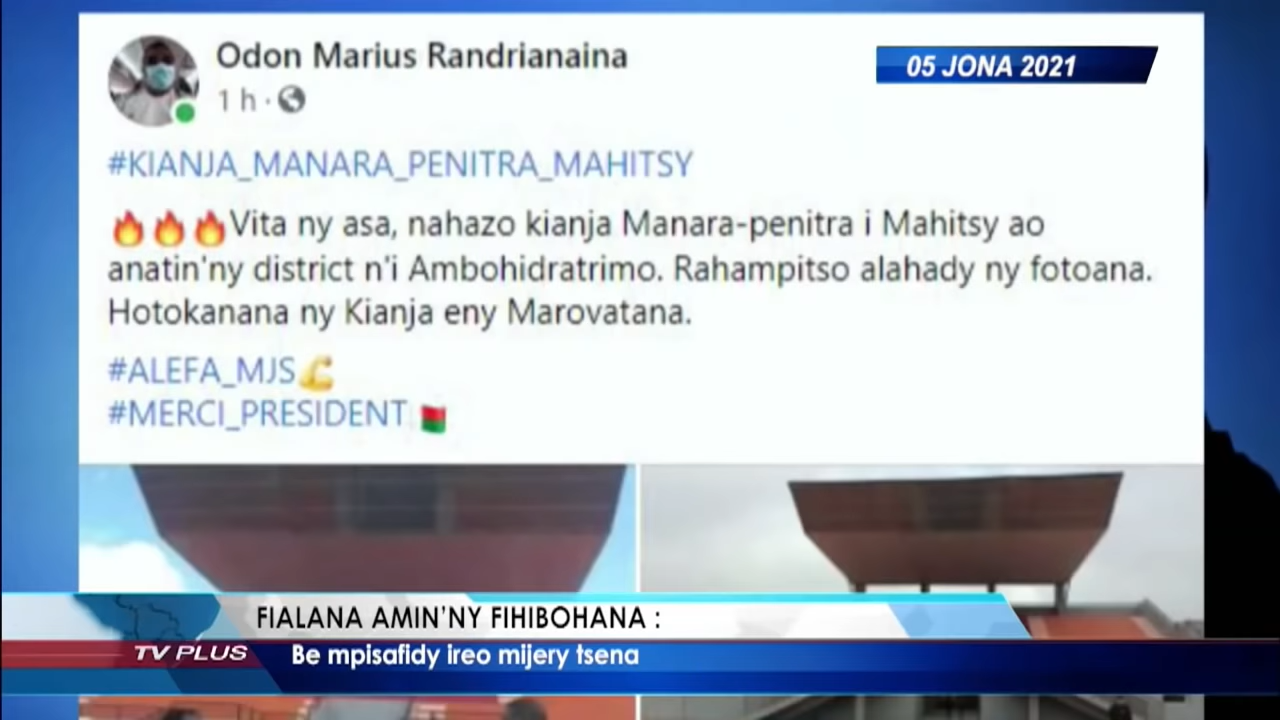 Odon Marius Randrianaina
1 h ·
05 JONA 2021
#KIANJA_MANARA_PENITRA_MAHITSY
🔥🔥🔥Vita ny asa, nahazo kianja Manara-penitra i Mahitsy ao
anatin'ny district n'i Ambohidratrimo. Rahampitso alahady ny fotoana.
Hotokanana ny Kianja eny Marovatana.
#ALEFA_MJS💪
#MERCI_PRESIDENT 🇲🇬
FIALANA AMIN'NY FIHIBOHANA :
TV PLUS
Be mpisafidy ireo mijery tsena